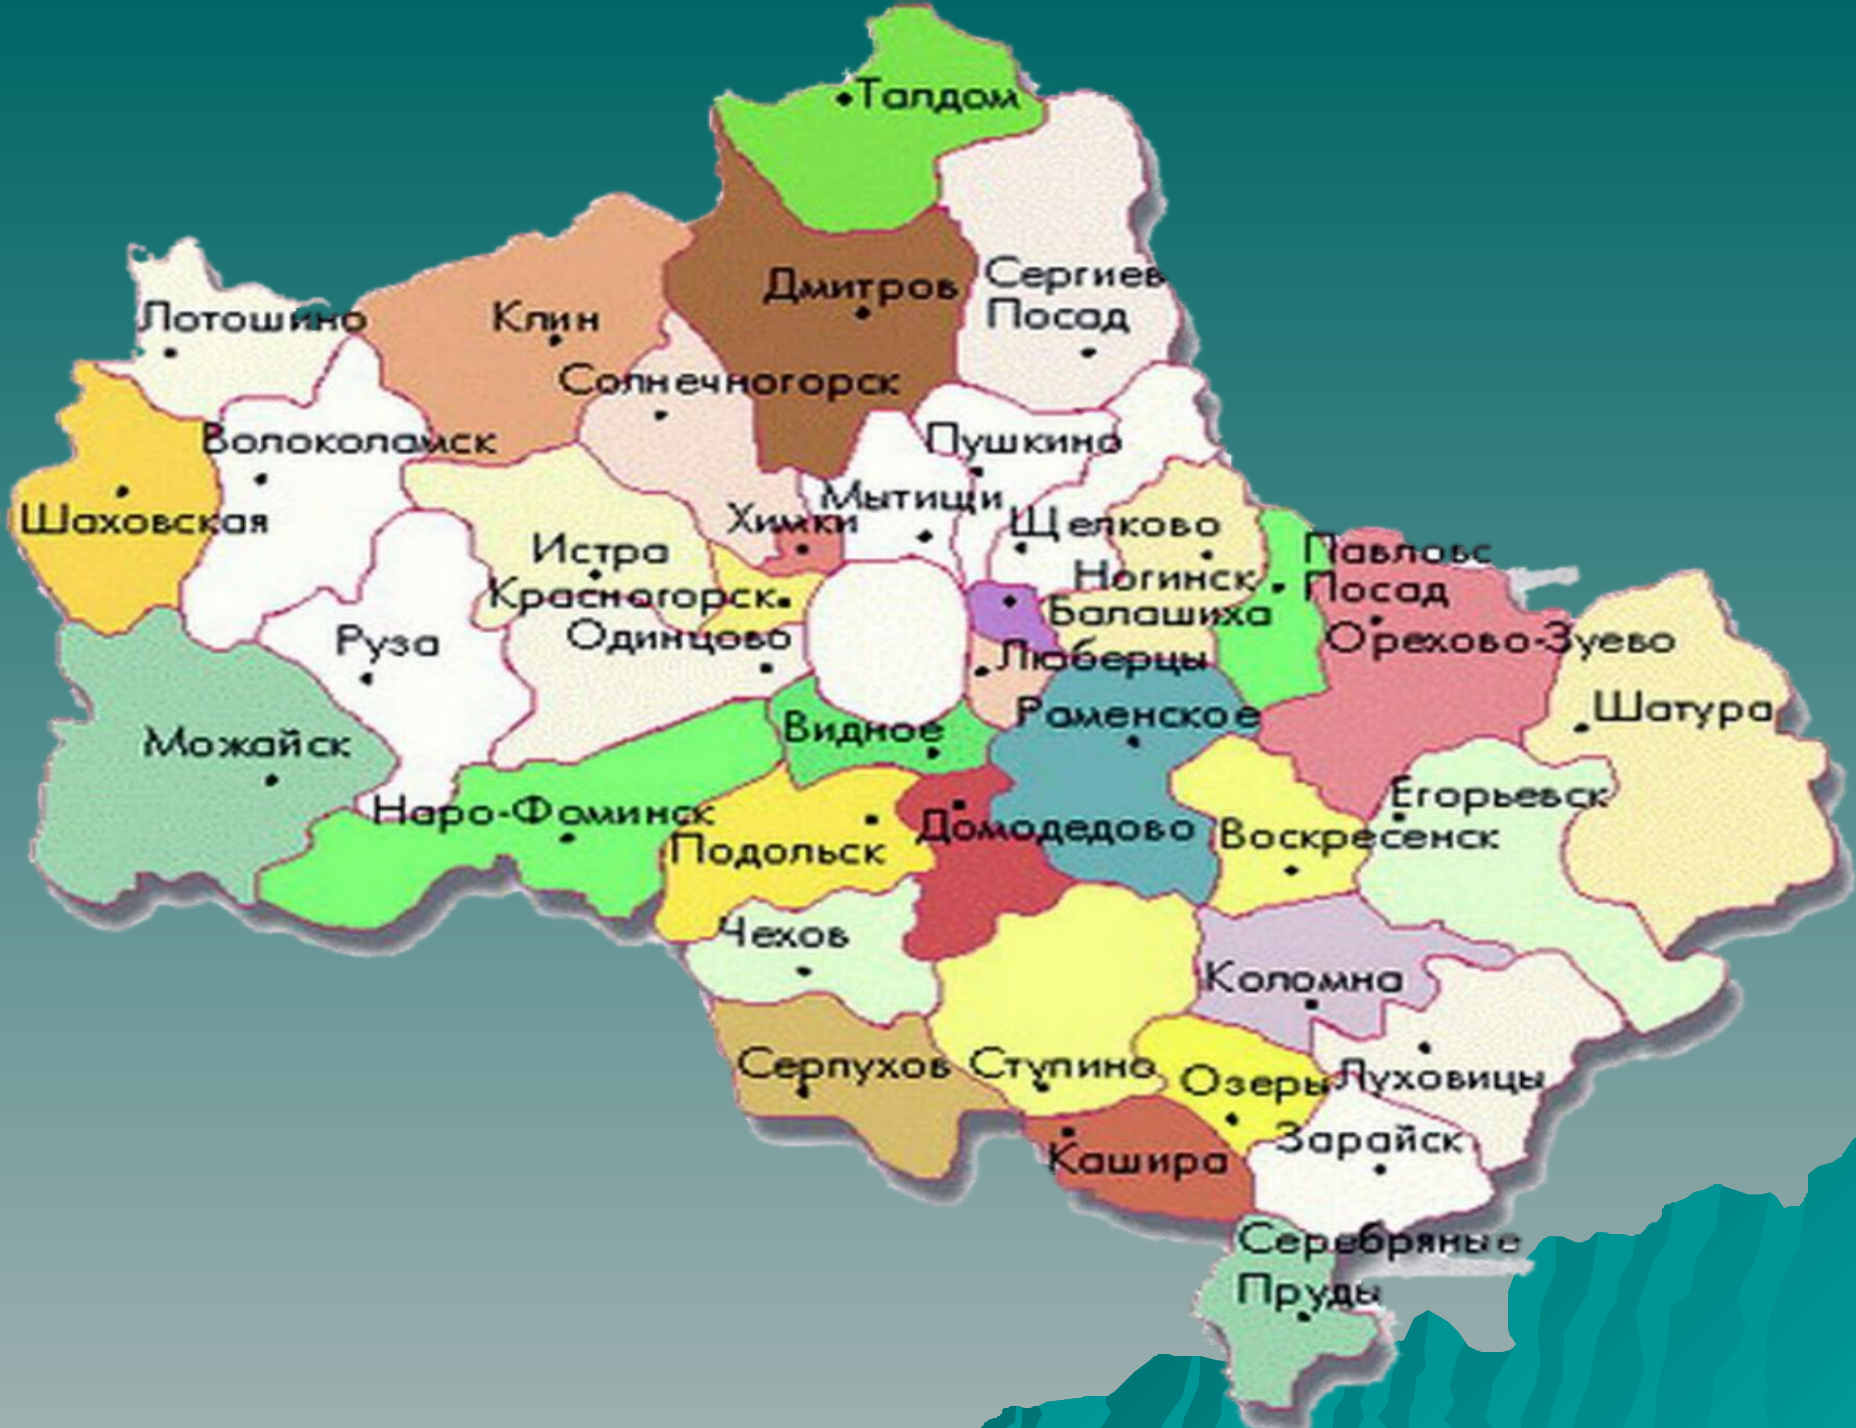 Талдом
Дмитров
Сергиев
Посад
Лотошино
Клин
Солнечногорск
Волоколамск
Пушкино
Мытищи
Шаховская
Химки
Щелково
Истра
Павловс
Ногинск
Посад
Красногорск
Балашиха
Руза
Одинцово
Орехово-Зуево
Люберцы
Шатура
Раменское
Видное
Можайск
Егорьевск
Наро-Фоминск
Домодедово
Воскресенск
Подольск
Чехов
Коломна
Серпухов
Ступино
Озеры
Луховицы
Зарайск
Кашира
Серебряные
Пруды